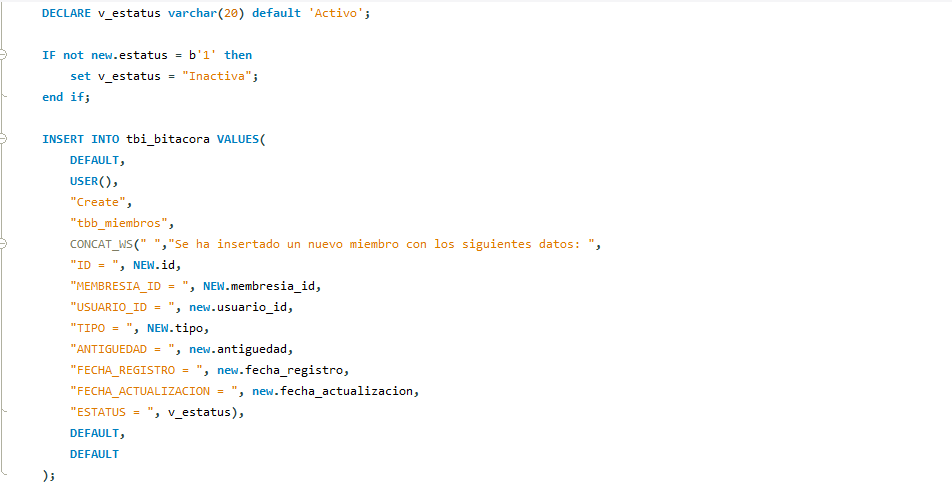 DECLARE v_estatus varchar(20) default 'Activo';
IF not new.estatus = b'1' then
set v_estatus = "Inactiva";
end if;
INSERT INTO tbi_bitacora VALUES(
DEFAULT,
USER(),
"Create",
"tbb_miembros",
CONCAT_WS(" ","Se ha insertado un nuevo miembro con los siguientes datos: ",
"ID = ", NEW.id,
"MEMBRESIA_ID = ", NEW.membresia_id,
"USUARIO_ID = ", new.usuario_id,
"TIPO = ", NEW.tipo,
"ANTIGUEDAD = ", new.antiguedad,
"FECHA_REGISTRO = ", new.fecha_registro,
"FECHA_ACTUALIZACION = ", new.fecha_actualizacion,
"ESTATUS = ", v_estatus),
DEFAULT,
DEFAULT
);